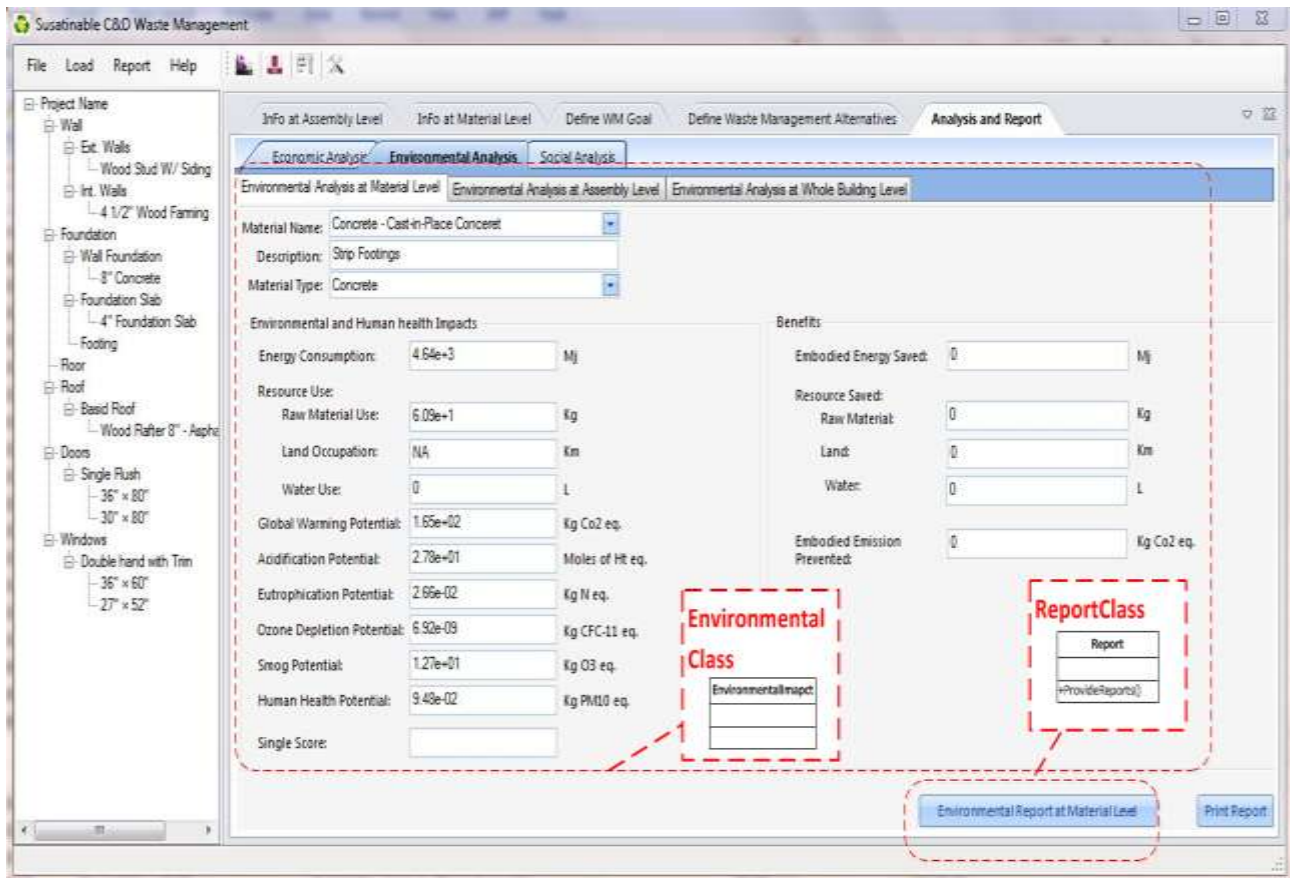 Susatinable C&D Waste Management
File Load Report Help
Project Name
Wall
Ext. Walls
Wood Stud W/ Siding
Int. Walls
4 1/2" Wood Farning
Foundation
Wall Foundation
8" Concrete
Foundation Slab
4" Foundation Slab
Footing
Floor
Roof
Basid Roof
Wood Rafter 8" - Aspha
Doors
Single Flush
36" × 80"
30" × 80"
Windows
Double hand with Trim
36" × 60"
27" × 52"
InFo at Assembly Level InFo at Material Level Define WM Goal Define Waste Management Alternatives Analysis and Report
Economic Analysis Environmental Analysis Social Analysis
Environmental Analysis at Material Level Environmental Analysis at Assembly Level Environmental Analysis at Whole Building Level
Material Name: Concrete - Cast-in-Place Conceret
Description: Strip Footings
Material Type: Concrete
Environmental and Human health Impacts
Energy Consumption: 4.64e+3 Mj
Resource Use:
Raw Material Use: 6.09e+1 Kg
Land Occupation: NA Km
Water Use: 0 L
Global Warming Potential: 1.65e+02 Kg Co2 eq.
Acidification Potential: 2.78e+01 Moles of Ht eq.
Eutrophication Potential: 2.66e-02 Kg N eq.
Ozone Depletion Potential: 6.92e-09 Kg CFC-11 eq.
Smog Potential: 1.27e+01 Kg O3 eq.
Human Health Potential: 9.48e-02 Kg PM10 eq.
Single Score:
Benefits
Embodied Energy Saved: 0 Mj
Resource Saved:
Raw Material: 0 Kg
Land: 0 Km
Water: 0 L
Embodied Emission 0 Kg Co2 eq.
Prevented:
Environmental
Class
EnvironmentalImapct
ReportClass
Report
+ProvideReports()
Environmental Report at Material Level Print Report